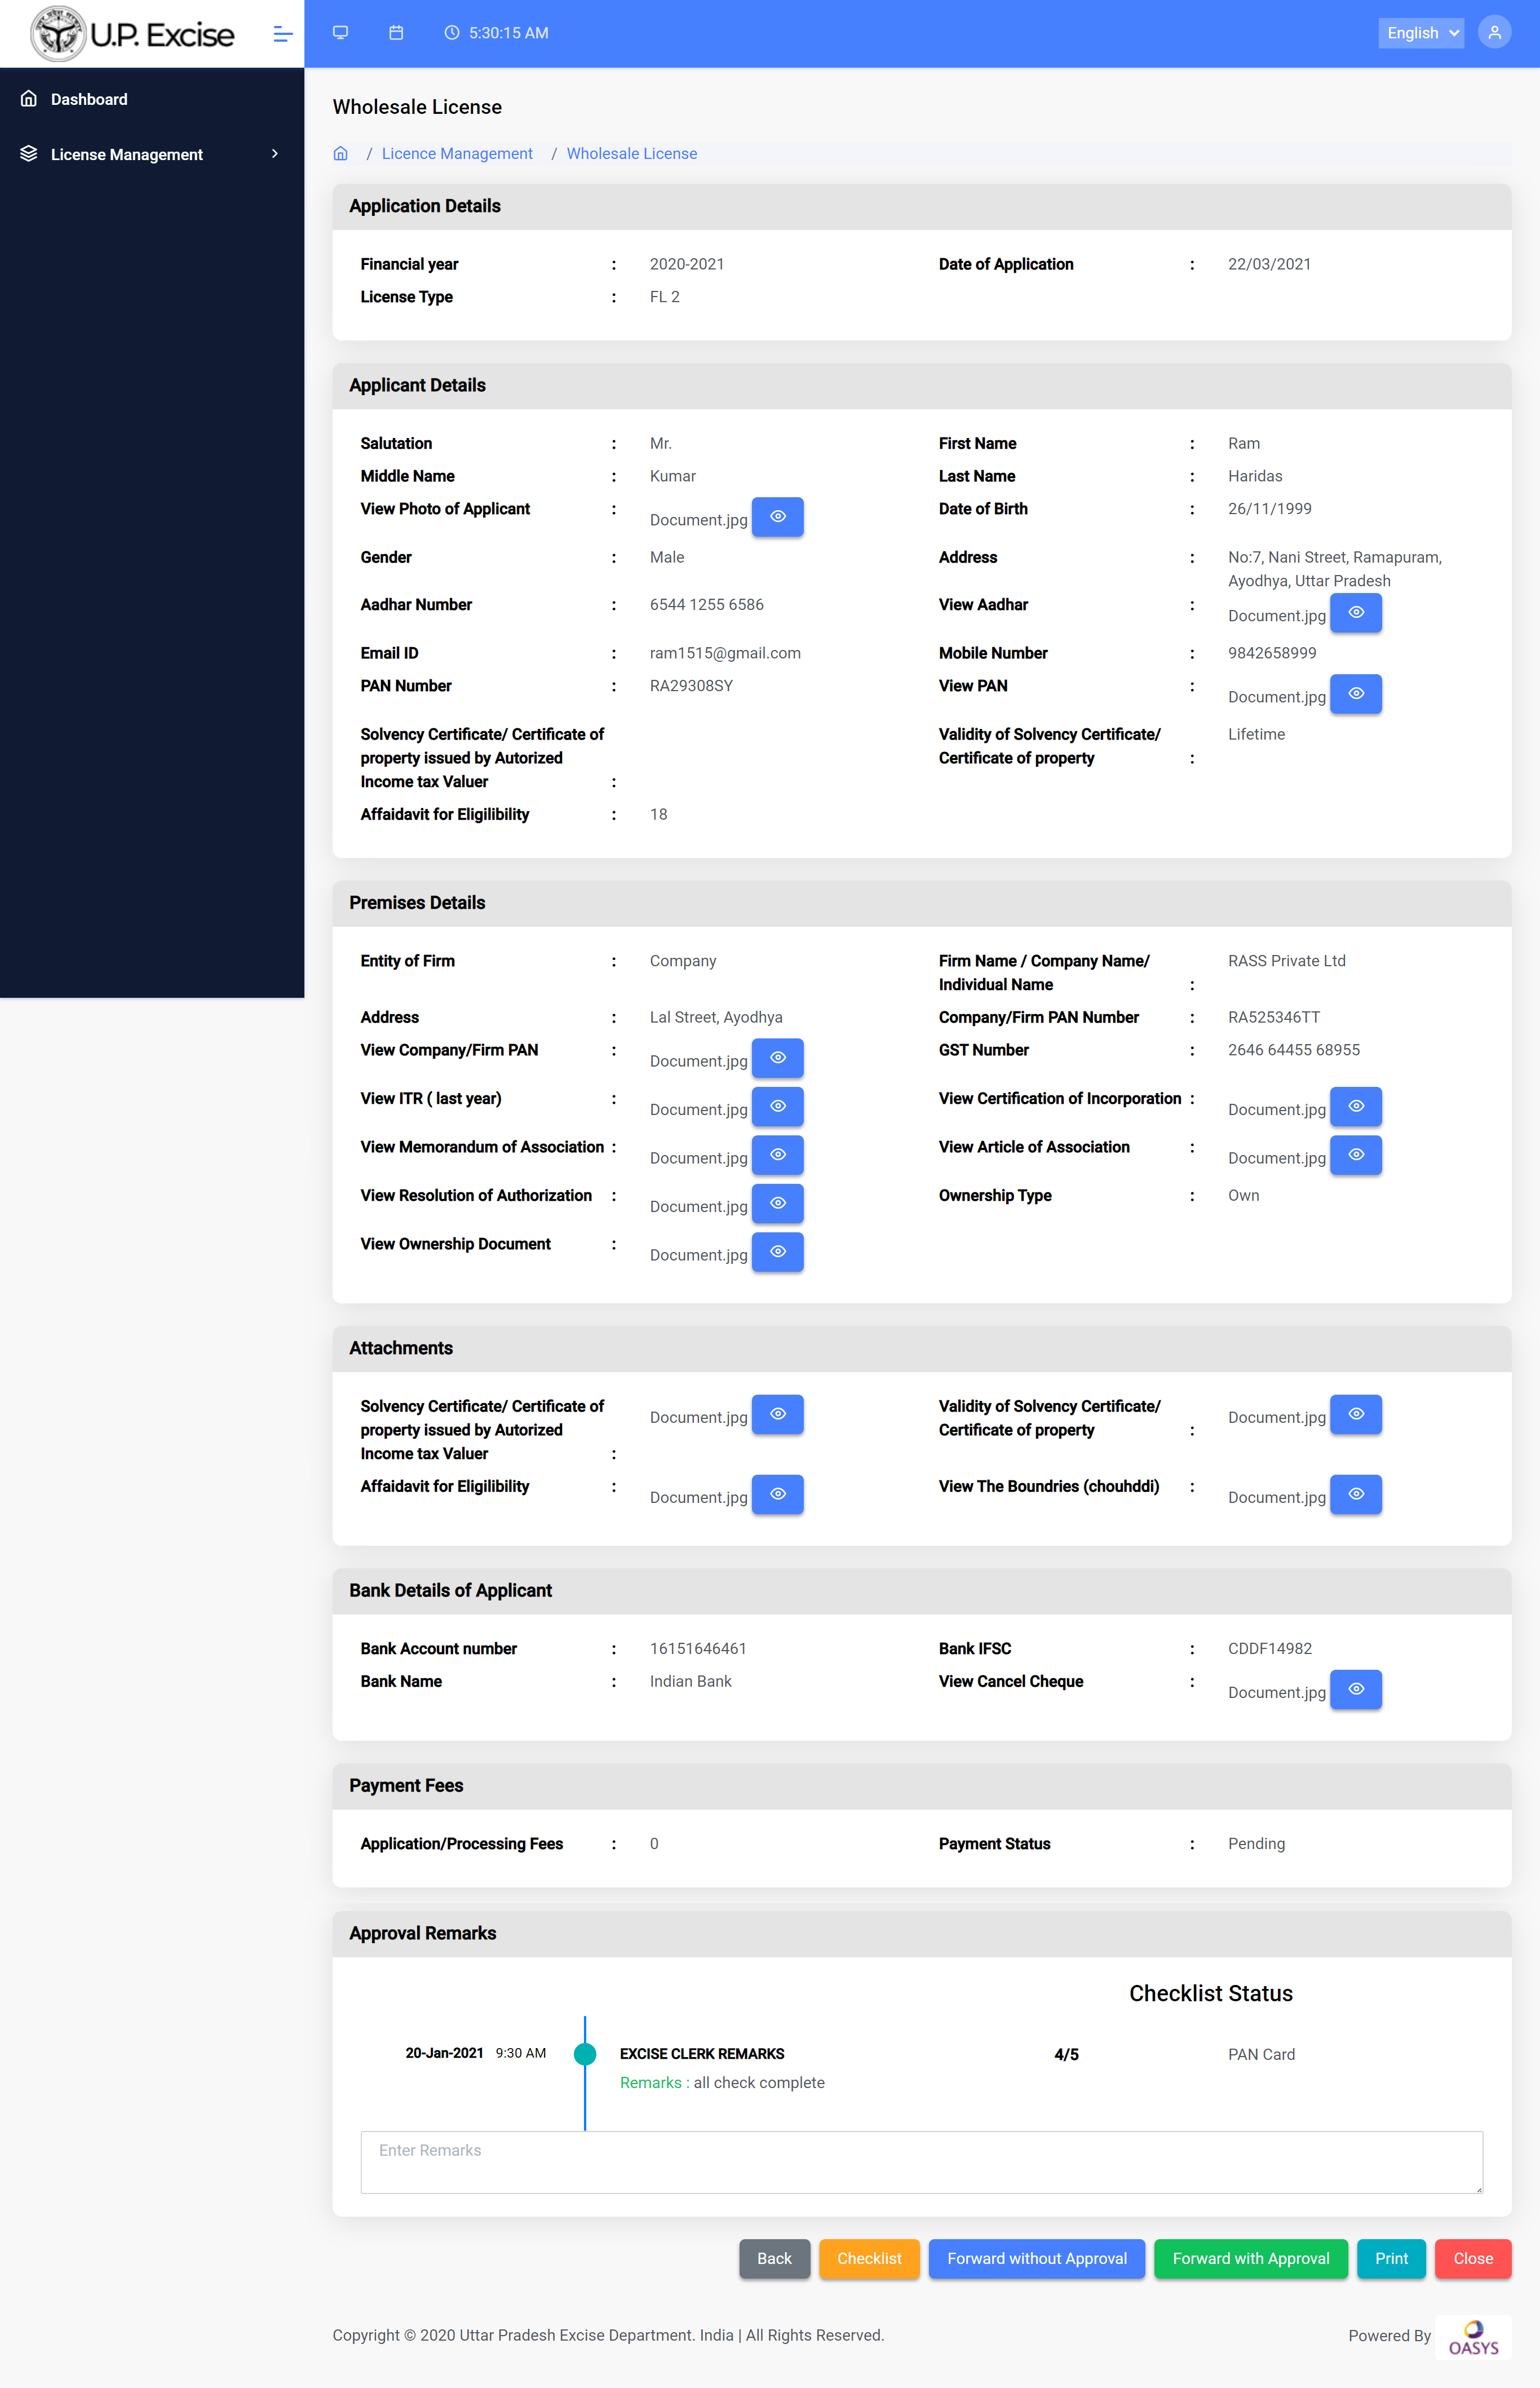 U.P. Excise
5:30:15 AM
English
Dashboard
License Management
Wholesale License
/ Licence Management / Wholesale License
Application Details
Financial year : 2020-2021
Date of Application : 22/03/2021
License Type : FL 2
Applicant Details
Salutation : Mr.
First Name : Ram
Middle Name : Kumar
Last Name : Haridas
View Photo of Applicant : Document.jpg
Date of Birth : 26/11/1999
Gender : Male
Address : No:7, Nani Street, Ramapuram,
Ayodhya, Uttar Pradesh
Aadhar Number : 6544 1255 6586
View Aadhar : Document.jpg
Email ID : ram1515@gmail.com
Mobile Number : 9842658999
PAN Number : RA29308SY
View PAN : Document.jpg
Solvency Certificate/ Certificate of
property issued by Autorized
Income tax Valuer :
Validity of Solvency Certificate/ Lifetime
Certificate of property :
Affaidavit for Eligilibility : 18
Premises Details
Entity of Firm : Company
Firm Name / Company Name/ RASS Private Ltd
Individual Name :
Address : Lal Street, Ayodhya
Company/Firm PAN Number : RA525346TT
View Company/Firm PAN : Document.jpg
GST Number : 2646 64455 68955
View ITR ( last year) : Document.jpg
View Certification of Incorporation : Document.jpg
View Memorandum of Association : Document.jpg
View Article of Association : Document.jpg
View Resolution of Authorization : Document.jpg
Ownership Type : Own
View Ownership Document : Document.jpg
Attachments
Solvency Certificate/ Certificate of Document.jpg
property issued by Autorized
Income tax Valuer :
Validity of Solvency Certificate/ Document.jpg
Certificate of property :
Affaidavit for Eligilibility : Document.jpg
View The Boundries (chouhddi) : Document.jpg
Bank Details of Applicant
Bank Account number : 16151646461
Bank IFSC : CDDF14982
Bank Name : Indian Bank
View Cancel Cheque : Document.jpg
Payment Fees
Application/Processing Fees : 0
Payment Status : Pending
Approval Remarks
Checklist Status
20-Jan-2021 9:30 AM EXCISE CLERK REMARKS 4/5 PAN Card
Remarks : all check complete
Enter Remarks
Back Checklist Forward without Approval Forward with Approval Print Close
Copyright © 2020 Uttar Pradesh Excise Department. India | All Rights Reserved.
Powered By OASYS